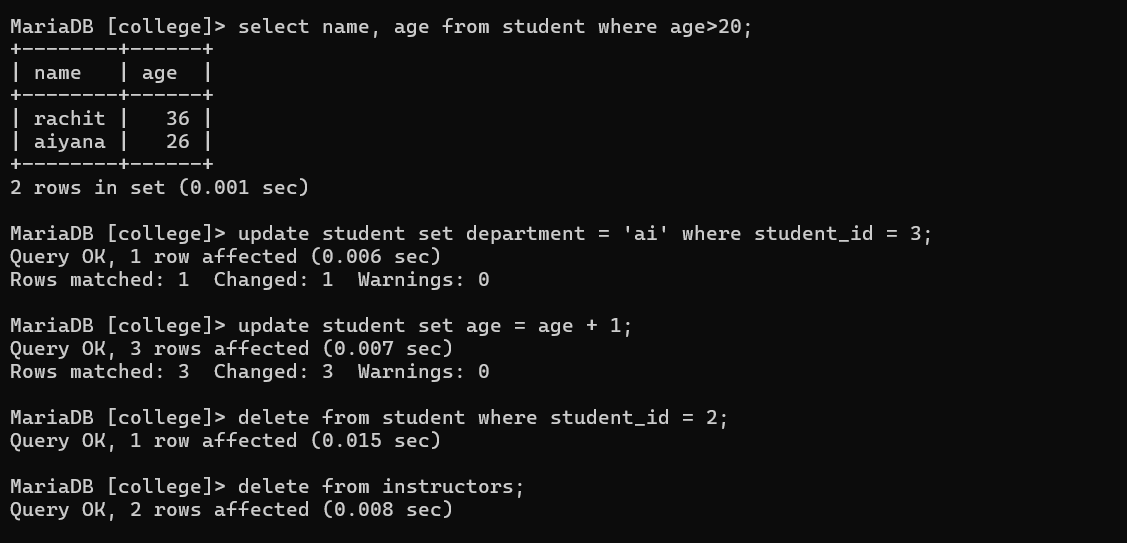 MariaDB [college]> select name, age from student where age>20;
+--------+------+
| name   | age  |
+--------+------+
| rachit |   36 |
| aiyana |   26 |
+--------+------+
2 rows in set (0.001 sec)

MariaDB [college]> update student set department = 'ai' where student_id = 3;
Query OK, 1 row affected (0.006 sec)
Rows matched: 1  Changed: 1  Warnings: 0

MariaDB [college]> update student set age = age + 1;
Query OK, 3 rows affected (0.007 sec)
Rows matched: 3  Changed: 3  Warnings: 0

MariaDB [college]> delete from student where student_id = 2;
Query OK, 1 row affected (0.015 sec)

MariaDB [college]> delete from instructors;
Query OK, 2 rows affected (0.008 sec)